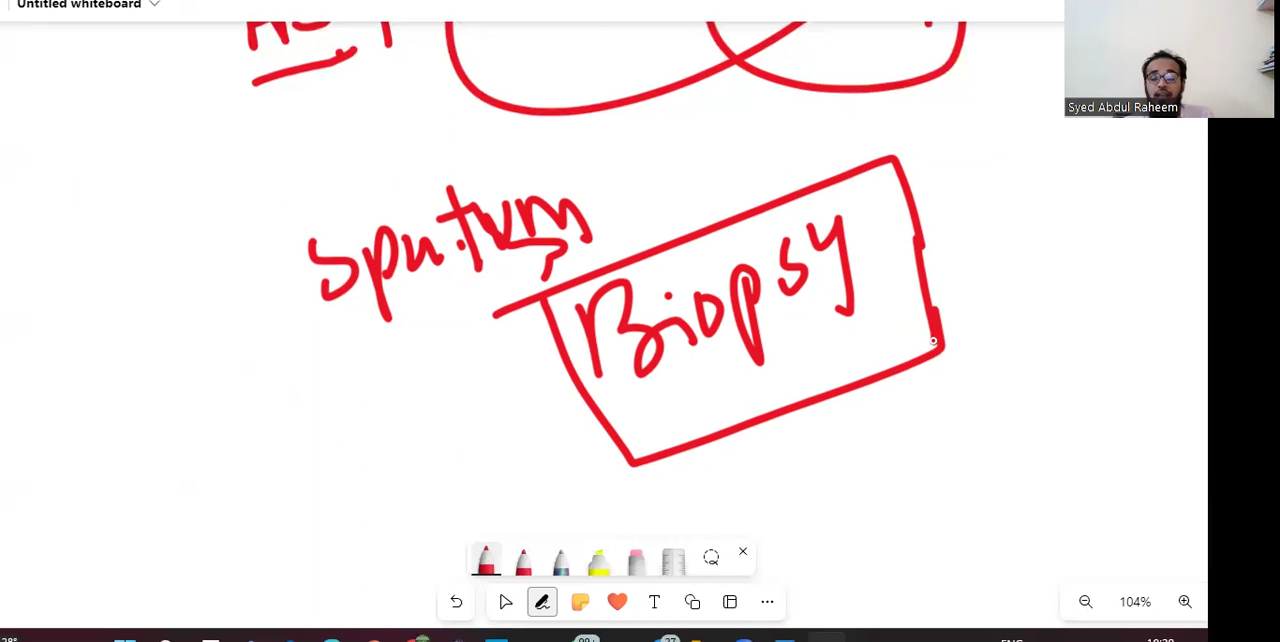 Untitled whiteboard
Syed Abdul Raheem
Sputum
Biopsy
T
104%